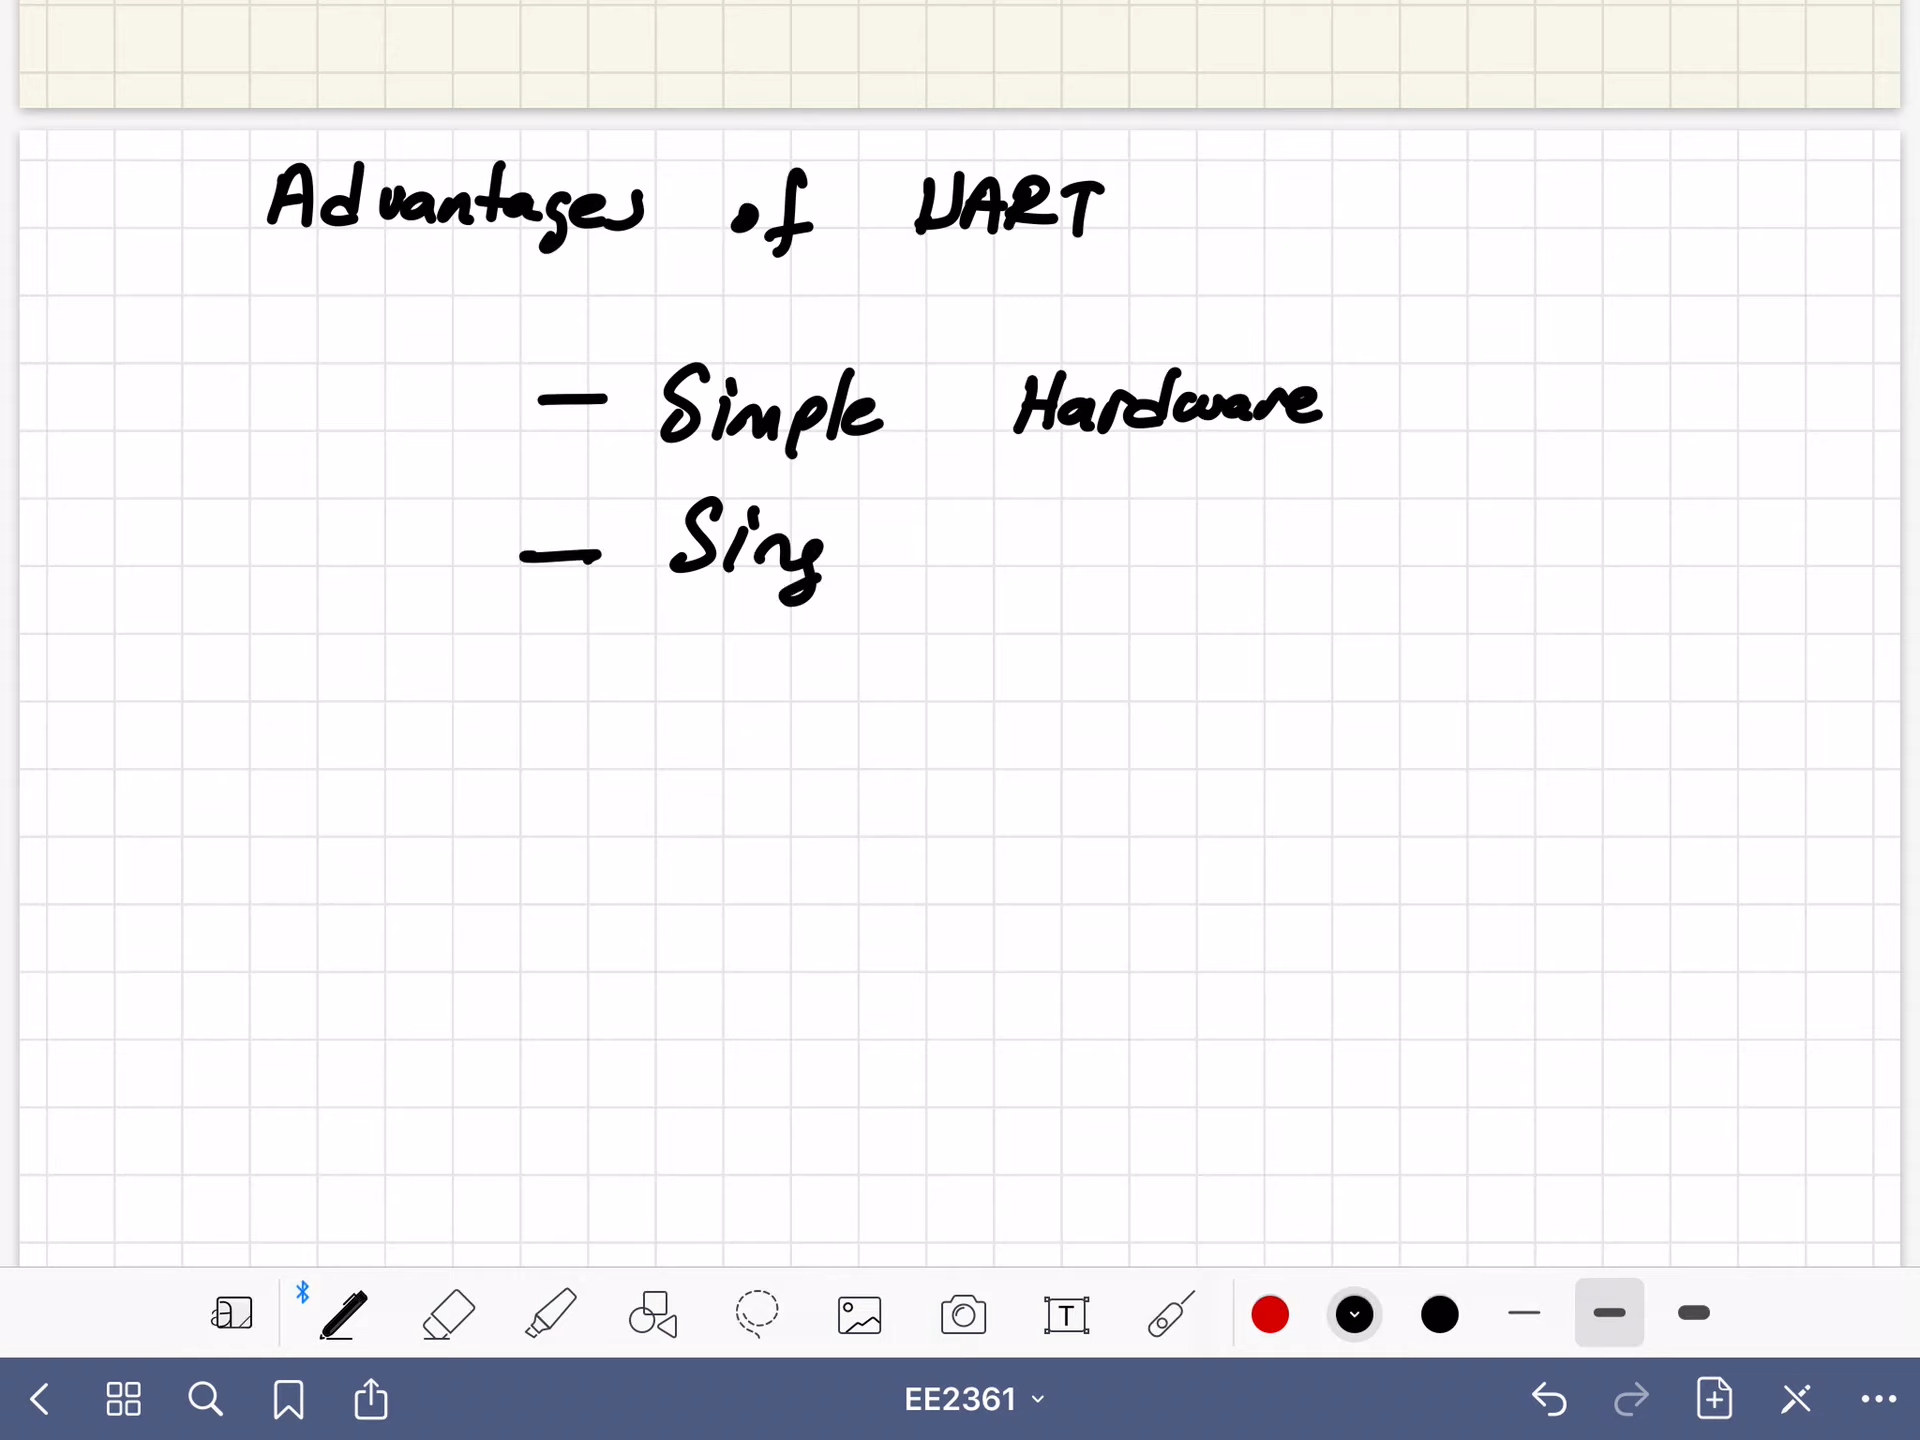 Advantages of UART
— Simple Hardware
— Sing
T
EE2361